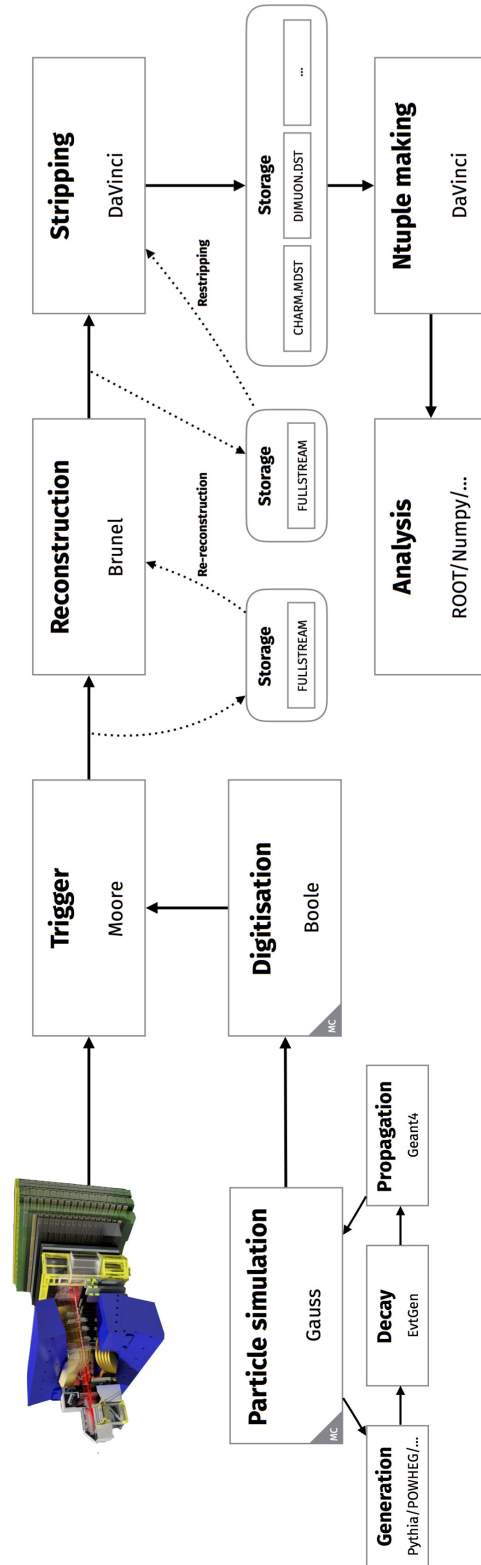 Trigger
Moore
Reconstruction
Brunel
Stripping
DaVinci
Re-reconstruction
Restripping
Particle simulation
Gauss
MC
Digitisation
Boole
MC
Storage
FULLSTREAM
Storage
FULLSTREAM
Storage
CHARM.MDST
DIMUON.DST
...
Generation
Pythia/POWHEG/...
Decay
EvtGen
Propagation
Geant4
Analysis
ROOT/Numpy/...
Ntuple making
DaVinci